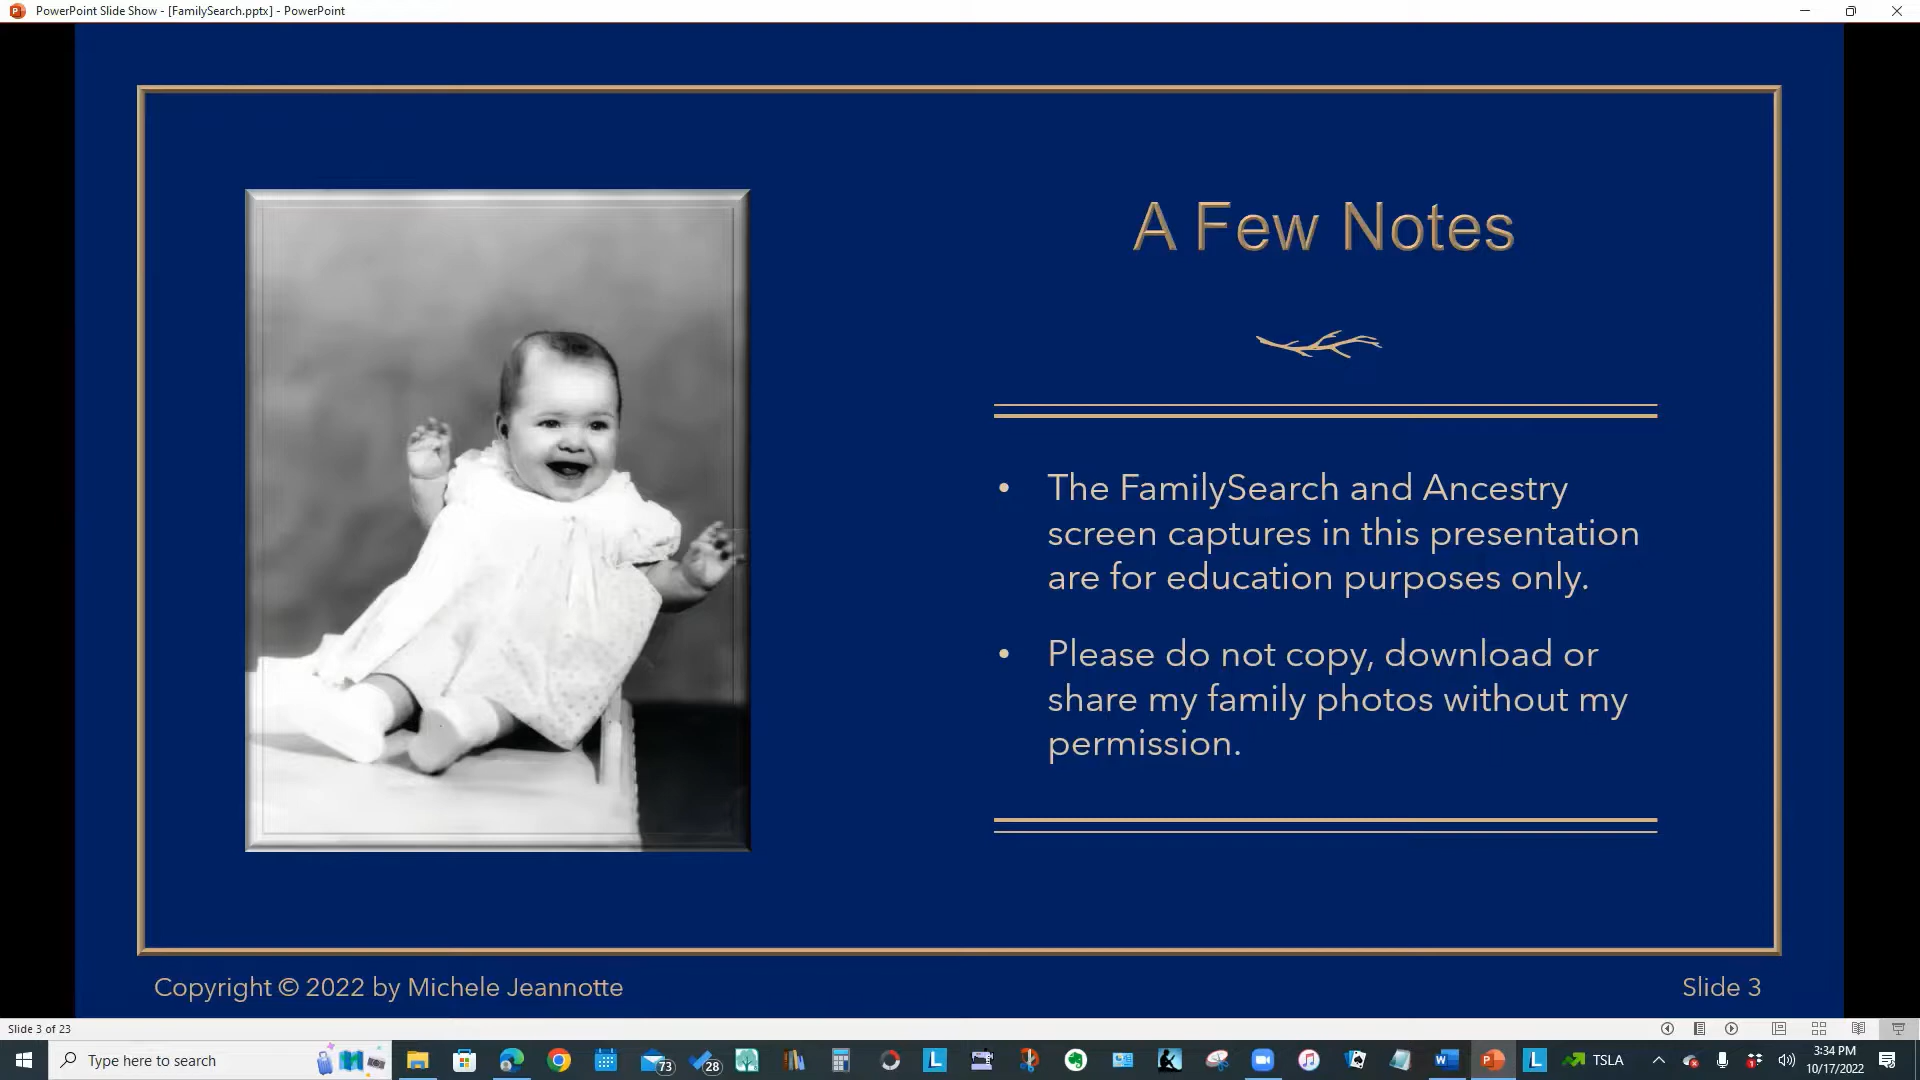 PowerPoint Slide Show - [FamilySearch.pptx] - PowerPoint
A Few Notes
• The FamilySearch and Ancestry
screen captures in this presentation
are for education purposes only.
• Please do not copy, download or
share my family photos without my
permission.
Copyright © 2022 by Michele Jeannotte
Slide 3
Slide 3 of 23
Type here to search
73
28
TSLA
3:34 PM
10/17/2022